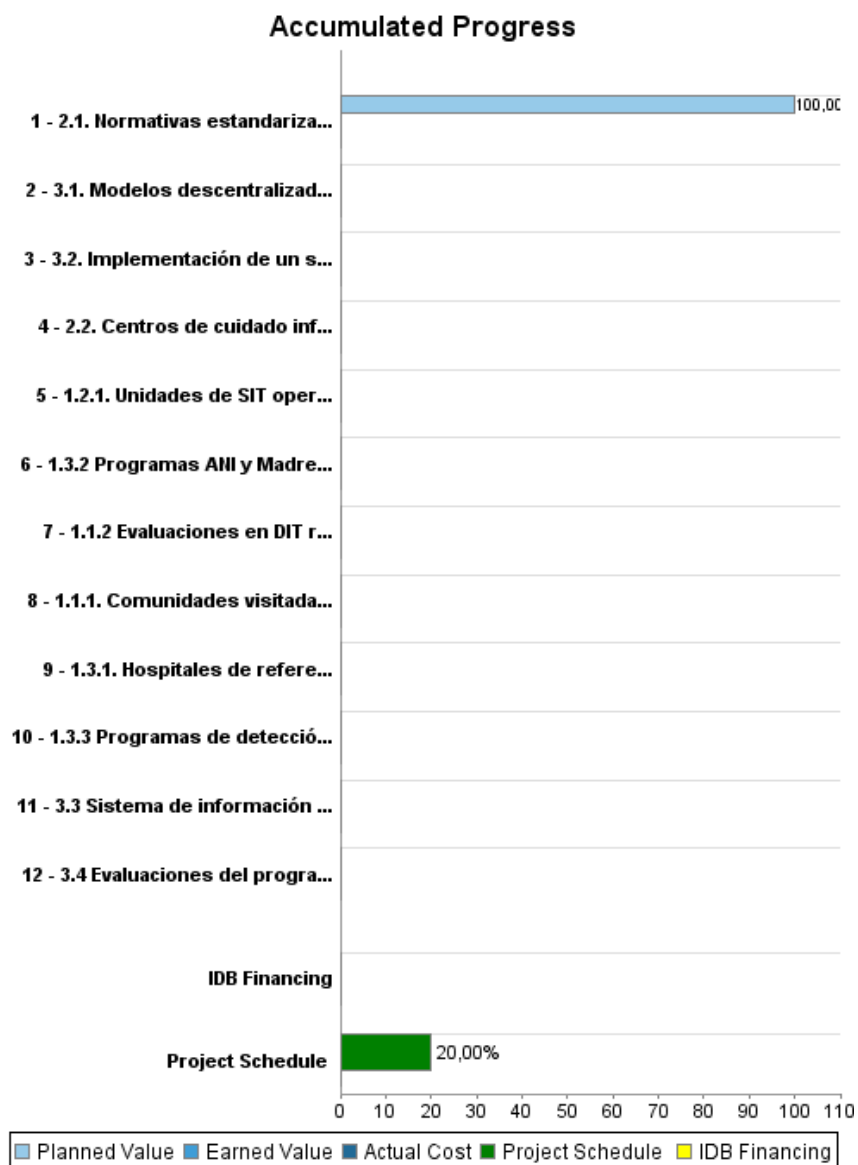 Accumulated Progress
1 - 2.1. Normativas estandariza...
100,00
2 - 3.1. Modelos descentralizad...
3 - 3.2. Implementación de un s...
4 - 2.2. Centros de cuidado inf...
5 - 1.2.1. Unidades de SIT oper...
6 - 1.3.2 Programas ANI y Madre...
7 - 1.1.2 Evaluaciones en DIT r...
8 - 1.1.1. Comunidades visitada...
9 - 1.3.1. Hospitales de refere...
10 - 1.3.3 Programas de detecció...
11 - 3.3 Sistema de información ...
12 - 3.4 Evaluaciones del progra...
IDB Financing
Project Schedule 20,00%
0 10 20 30 40 50 60 70 80 90 100 110
Planned Value Earned Value Actual Cost Project Schedule IDB Financing